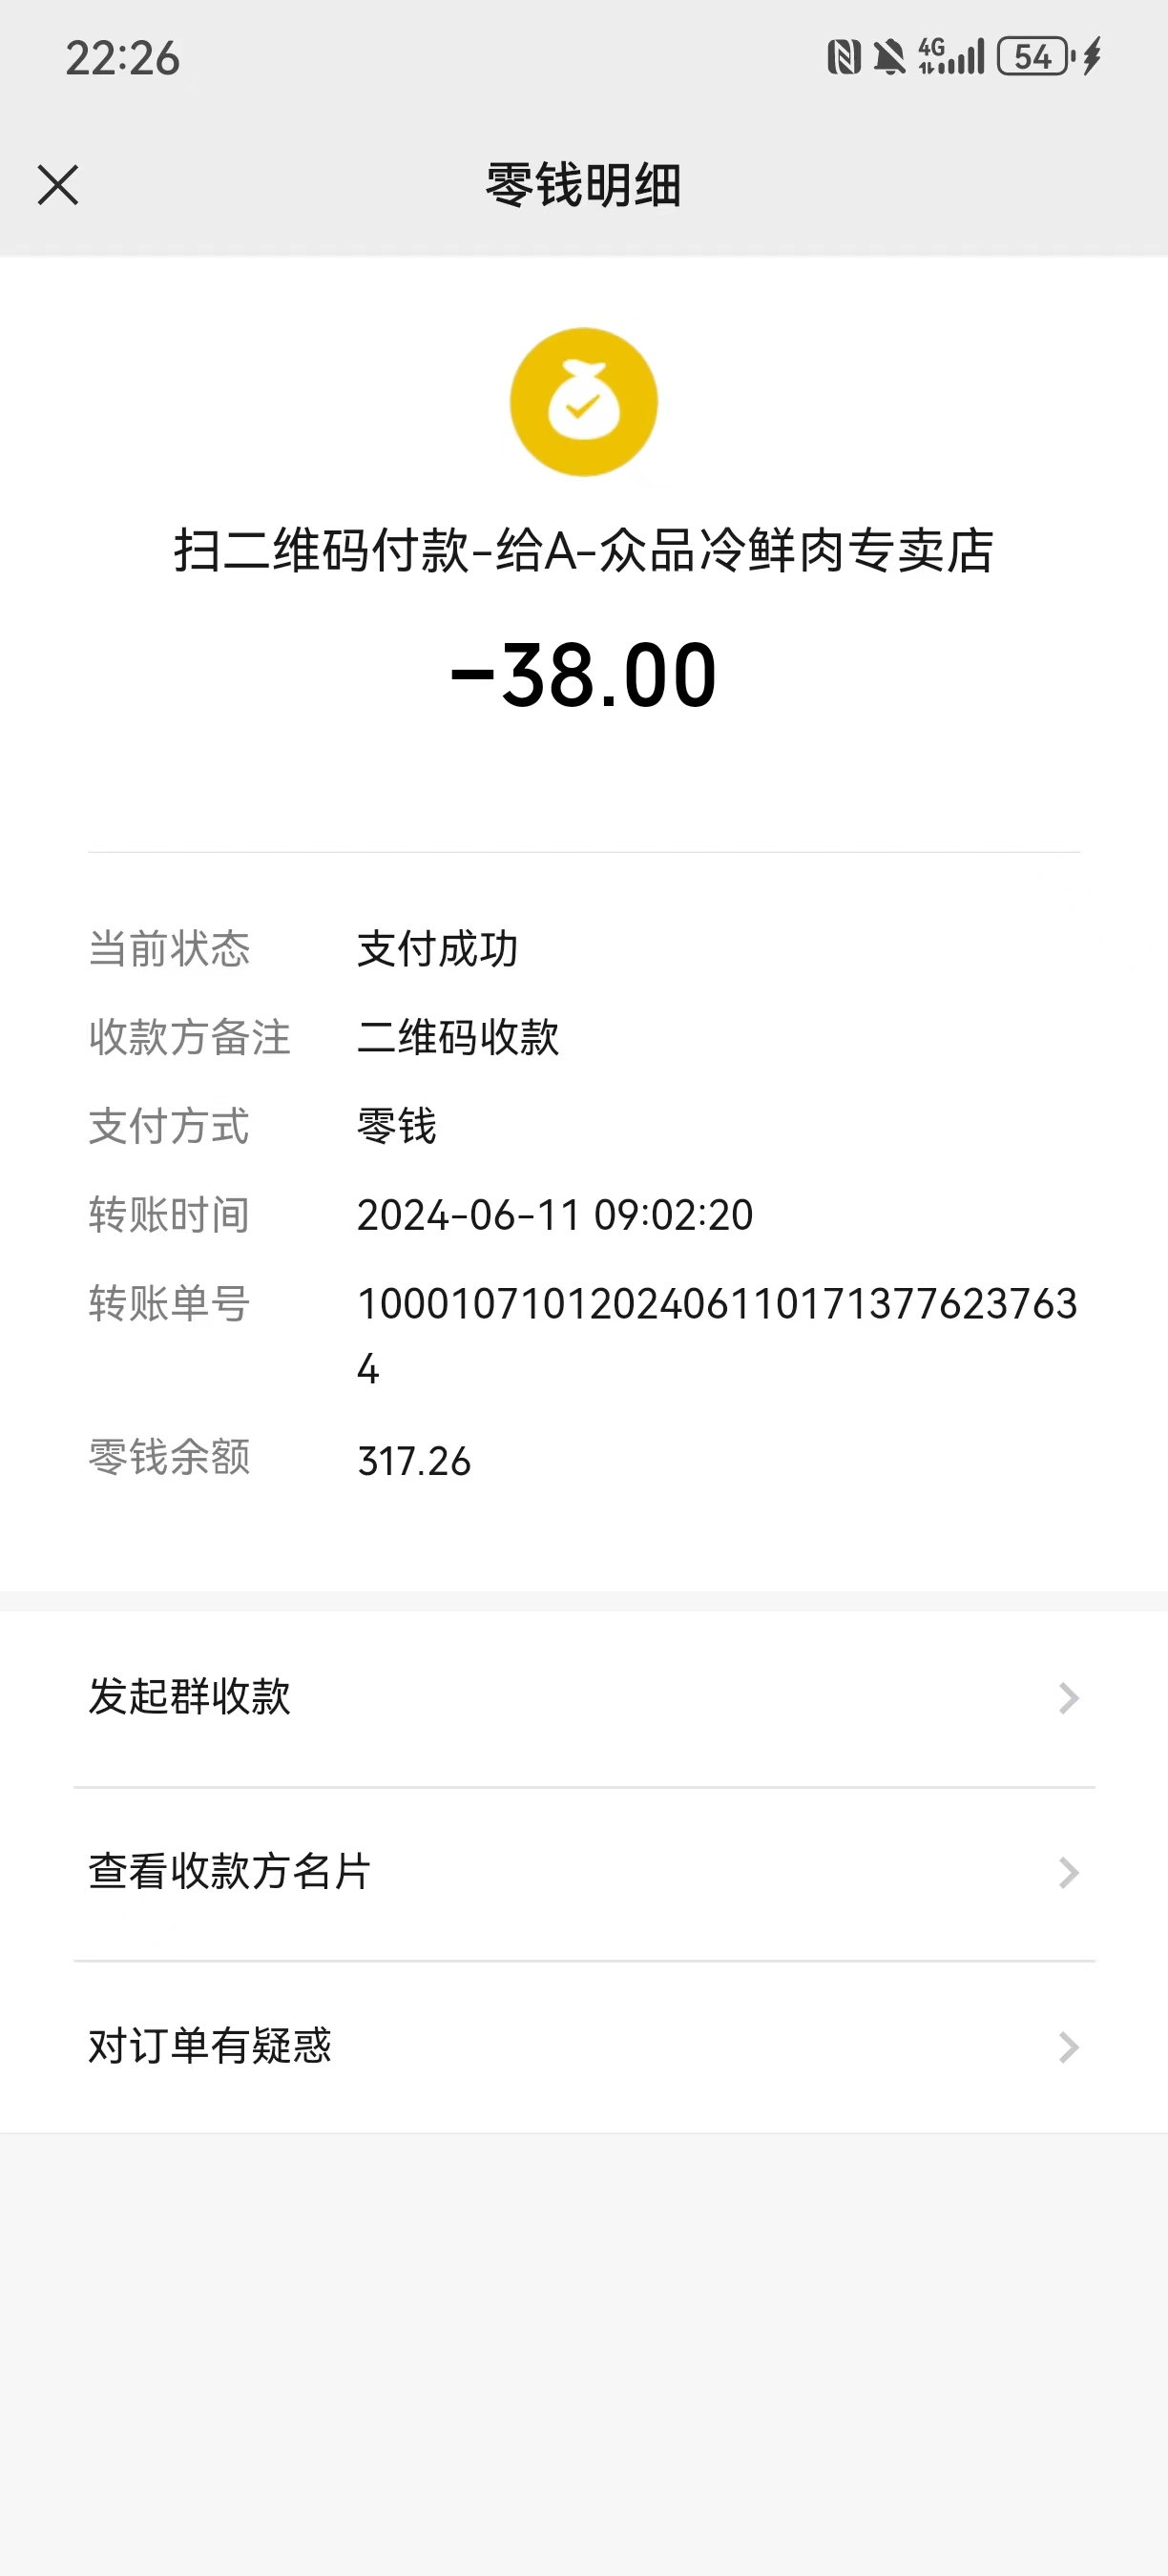 22:26
4G 54
零钱明细
扫二维码付款-给A-众品冷鲜肉专卖店
-38.00
当前状态 支付成功
收款方备注 二维码收款
支付方式 零钱
转账时间 2024-06-11 09:02:20
转账单号 1000107101202406110171377623763
4
零钱余额 317.26
发起群收款
查看收款方名片
对订单有疑惑